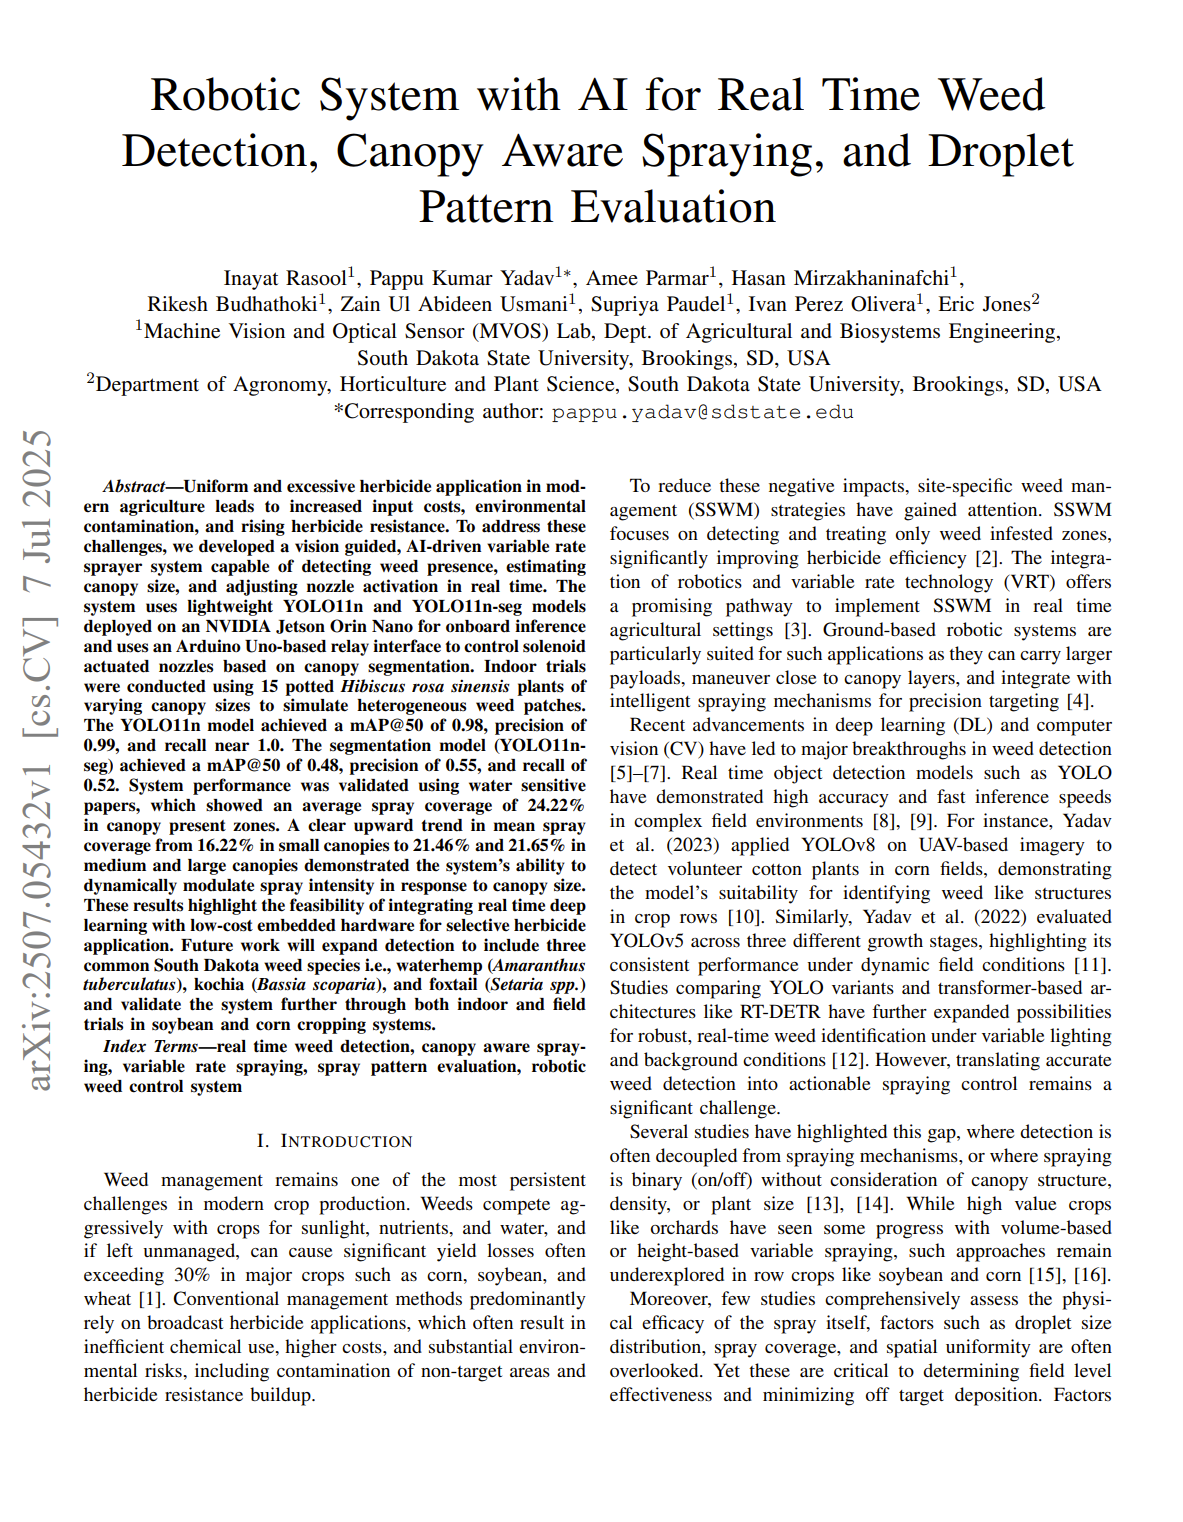 Robotic System with AI for Real Time Weed
Detection, Canopy Aware Spraying, and Droplet
Pattern Evaluation
Inayat Rasool1, Pappu Kumar Yadav1*, Amee Parmar1, Hasan Mirzakhaninafchi1,
Rikesh Budhathoki1, Zain Ul Abideen Usmani1, Supriya Paudel1, Ivan Perez Olivera1, Eric Jones2
1Machine Vision and Optical Sensor (MVOS) Lab, Dept. of Agricultural and Biosystems Engineering,
South Dakota State University, Brookings, SD, USA
2Department of Agronomy, Horticulture and Plant Science, South Dakota State University, Brookings, SD, USA
*Corresponding author: pappu.yadav@sdstate.edu
arXiv:2507.05432v1 [cs.CV] 7 Jul 2025
Abstract—Uniform and excessive herbicide application in mod-
ern agriculture leads to increased input costs, environmental
contamination, and rising herbicide resistance. To address these
challenges, we developed a vision guided, AI-driven variable rate
sprayer system capable of detecting weed presence, estimating
canopy size, and adjusting nozzle activation in real time. The
system uses lightweight YOLO11n and YOLO11n-seg models
deployed on an NVIDIA Jetson Orin Nano for onboard inference
and uses an Arduino Uno-based relay interface to control solenoid
actuated nozzles based on canopy segmentation. Indoor trials
were conducted using 15 potted Hibiscus rosa sinensis plants of
varying canopy sizes to simulate heterogeneous weed patches.
The YOLO11n model achieved a mAP@50 of 0.98, precision of
0.99, and recall near 1.0. The segmentation model (YOLO11n-
seg) achieved a mAP@50 of 0.48, precision of 0.55, and recall of
0.52. System performance was validated using water sensitive
papers, which showed an average spray coverage of 24.22%
in canopy present zones. A clear upward trend in mean spray
coverage from 16.22% in small canopies to 21.46% and 21.65% in
medium and large canopies demonstrated the system's ability to
dynamically modulate spray intensity in response to canopy size.
These results highlight the feasibility of integrating real time deep
learning with low-cost embedded hardware for selective herbicide
application. Future work will expand detection to include three
common South Dakota weed species i.e., waterhemp (Amaranthus
tuberculatus), kochia (Bassia scoparia), and foxtail (Setaria spp.)
and validate the system further through both indoor and field
trials in soybean and corn cropping systems.
Index Terms—real time weed detection, canopy aware spray-
ing, variable rate spraying, spray pattern evaluation, robotic
weed control system
I. INTRODUCTION
Weed management remains one of the most persistent
challenges in modern crop production. Weeds compete ag-
gressively with crops for sunlight, nutrients, and water, and
if left unmanaged, can cause significant yield losses often
exceeding 30% in major crops such as corn, soybean, and
wheat [1]. Conventional management methods predominantly
rely on broadcast herbicide applications, which often result in
inefficient chemical use, higher costs, and substantial environ-
mental risks, including contamination of non-target areas and
herbicide resistance buildup.
To reduce these negative impacts, site-specific weed man-
agement (SSWM) strategies have gained attention. SSWM
focuses on detecting and treating only weed infested zones,
significantly improving herbicide efficiency [2]. The integra-
tion of robotics and variable rate technology (VRT) offers
a promising pathway to implement SSWM in real time
agricultural settings [3]. Ground-based robotic systems are
particularly suited for such applications as they can carry larger
payloads, maneuver close to canopy layers, and integrate with
intelligent spraying mechanisms for precision targeting [4].
Recent advancements in deep learning (DL) and computer
vision (CV) have led to major breakthroughs in weed detection
[5]–[7]. Real time object detection models such as YOLO
have demonstrated high accuracy and fast inference speeds
in complex field environments [8], [9]. For instance, Yadav
et al. (2023) applied YOLOv8 on UAV-based imagery to
detect volunteer cotton plants in corn fields, demonstrating
the model's suitability for identifying weed like structures
in crop rows [10]. Similarly, Yadav et al. (2022) evaluated
YOLOv5 across three different growth stages, highlighting its
consistent performance under dynamic field conditions [11].
Studies comparing YOLO variants and transformer-based ar-
chitectures like RT-DETR have further expanded possibilities
for robust, real-time weed identification under variable lighting
and background conditions [12]. However, translating accurate
weed detection into actionable spraying control remains a
significant challenge.
Several studies have highlighted this gap, where detection is
often decoupled from spraying mechanisms, or where spraying
is binary (on/off) without consideration of canopy structure,
density, or plant size [13], [14]. While high value crops
like orchards have seen some progress with volume-based
or height-based variable spraying, such approaches remain
underexplored in row crops like soybean and corn [15], [16].
Moreover, few studies comprehensively assess the physi-
cal efficacy of the spray itself, factors such as droplet size
distribution, spray coverage, and spatial uniformity are often
overlooked. Yet these are critical to determining field level
effectiveness and minimizing off target deposition. Factors